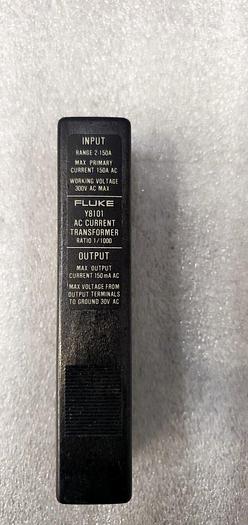 INPUT
RANGE 2-150A
MAX PRIMARY
CURRENT 150A AC
WORKING VOLTAGE
300V AC MAX
FLUKE
Y8101
AC CURRENT
TRANSFORMER
RATIO 1/1000
OUTPUT
MAX OUTPUT
CURRENT 150mA AC
MAX VOLTAGE FROM
OUTPUT TERMINALS
TO GROUND 30V AC